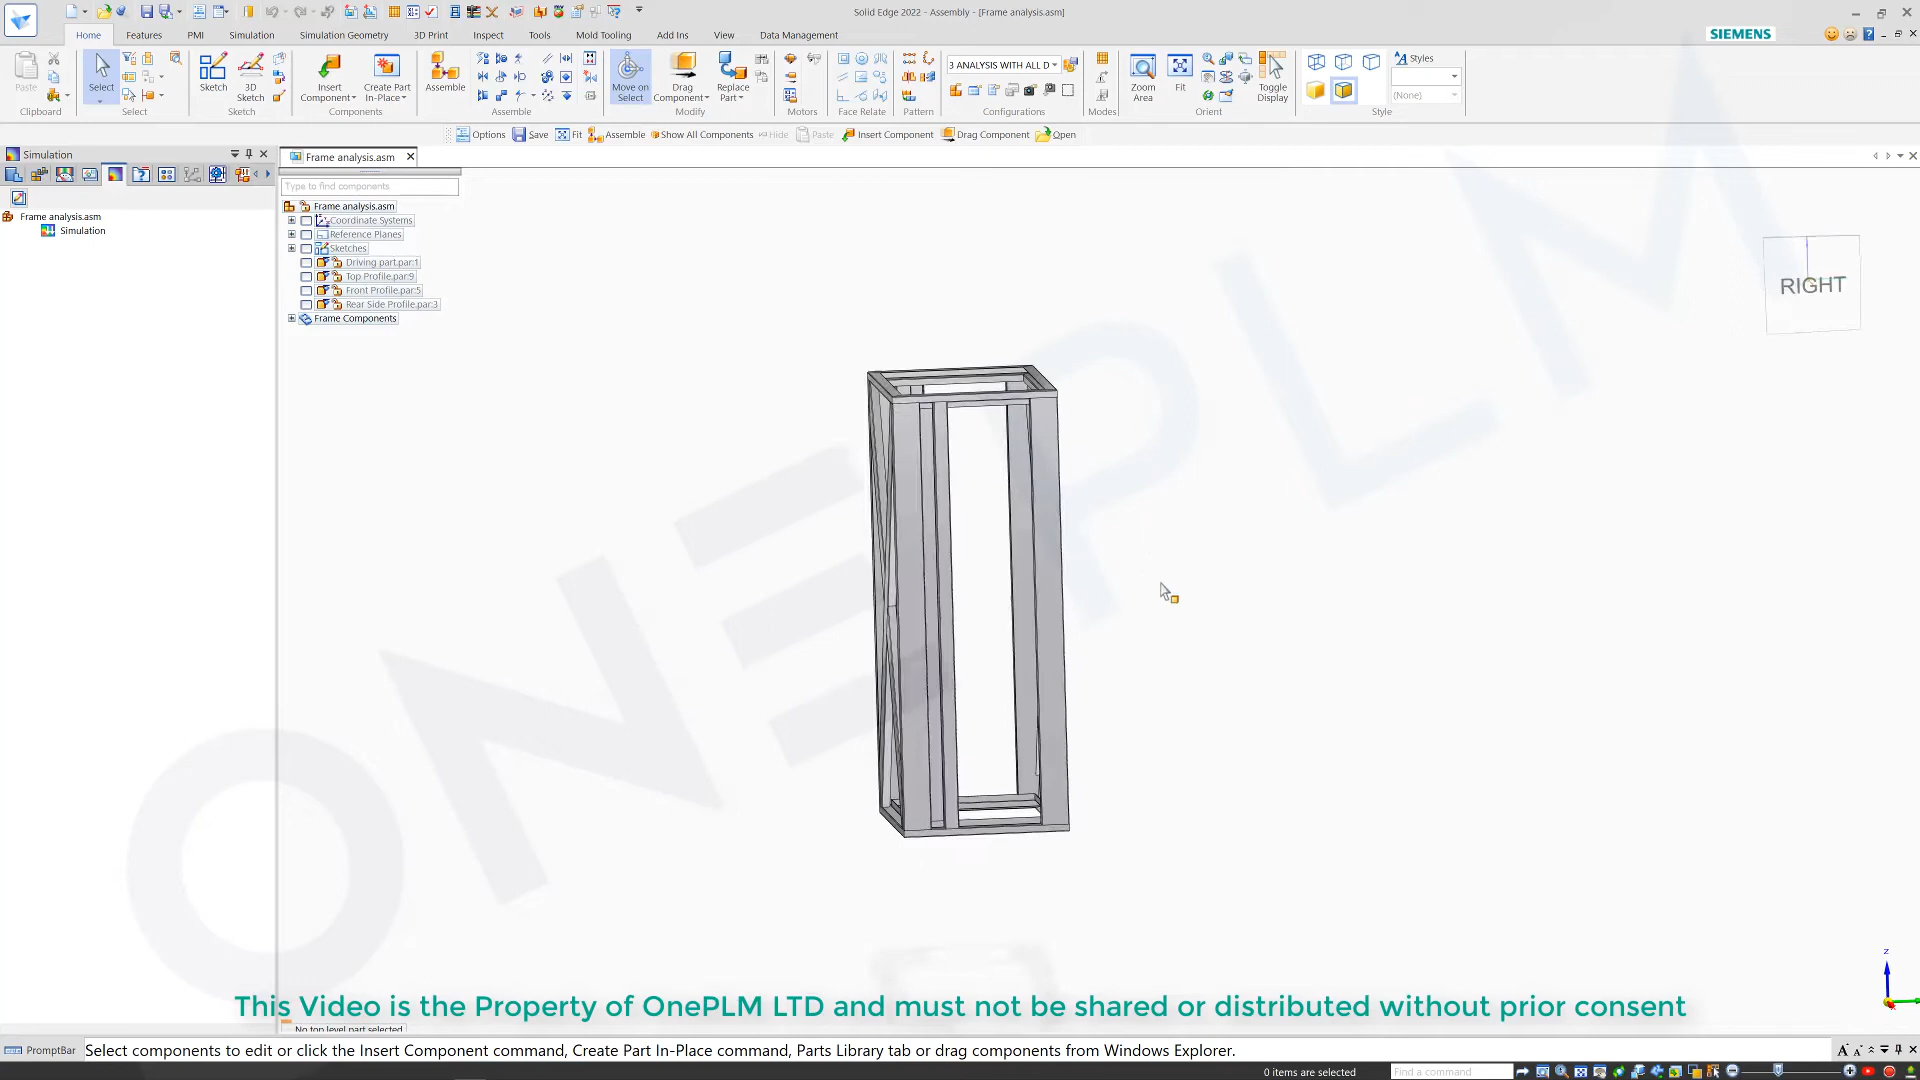 Solid Edge 2022 - Assembly - [Frame analysis.asm]
Home Features PMI Simulation Simulation Geometry 3D Print Inspect Tools Mold Tooling Add Ins View Data Management
SIEMENS
Paste
Clipboard
Select
Select
Sketch
3D Sketch
Sketch
Insert Component
Create Part In-Place
Components
Assemble
Assemble
Move on Select
Drag Component
Replace Part
Modify
Motors
Face Relate
Pattern
3 ANALYSIS WITH ALL D
Configurations
Modes
Zoom Area
Fit
Toggle Display
Orient
Styles
(None)
Style
Options Save Fit Assemble Show All Components Hide Paste Insert Component Drag Component Open
Simulation
Frame analysis.asm
Simulation
Frame analysis.asm
Type to find components
Frame analysis.asm
Coordinate Systems
Reference Planes
Sketches
Driving part.par:1
Top Profile.par:9
Front Profile.par:5
Rear Side Profile.par:3
Frame Components
RIGHT
ONEPLM
Z
This Video is the Property of OnePLM LTD and must not be shared or distributed without prior consent
No top level part selected
PromptBar
Select components to edit or click the Insert Component command, Create Part In-Place command, Parts Library tab or drag components from Windows Explorer.
0 items are selected
Find a command